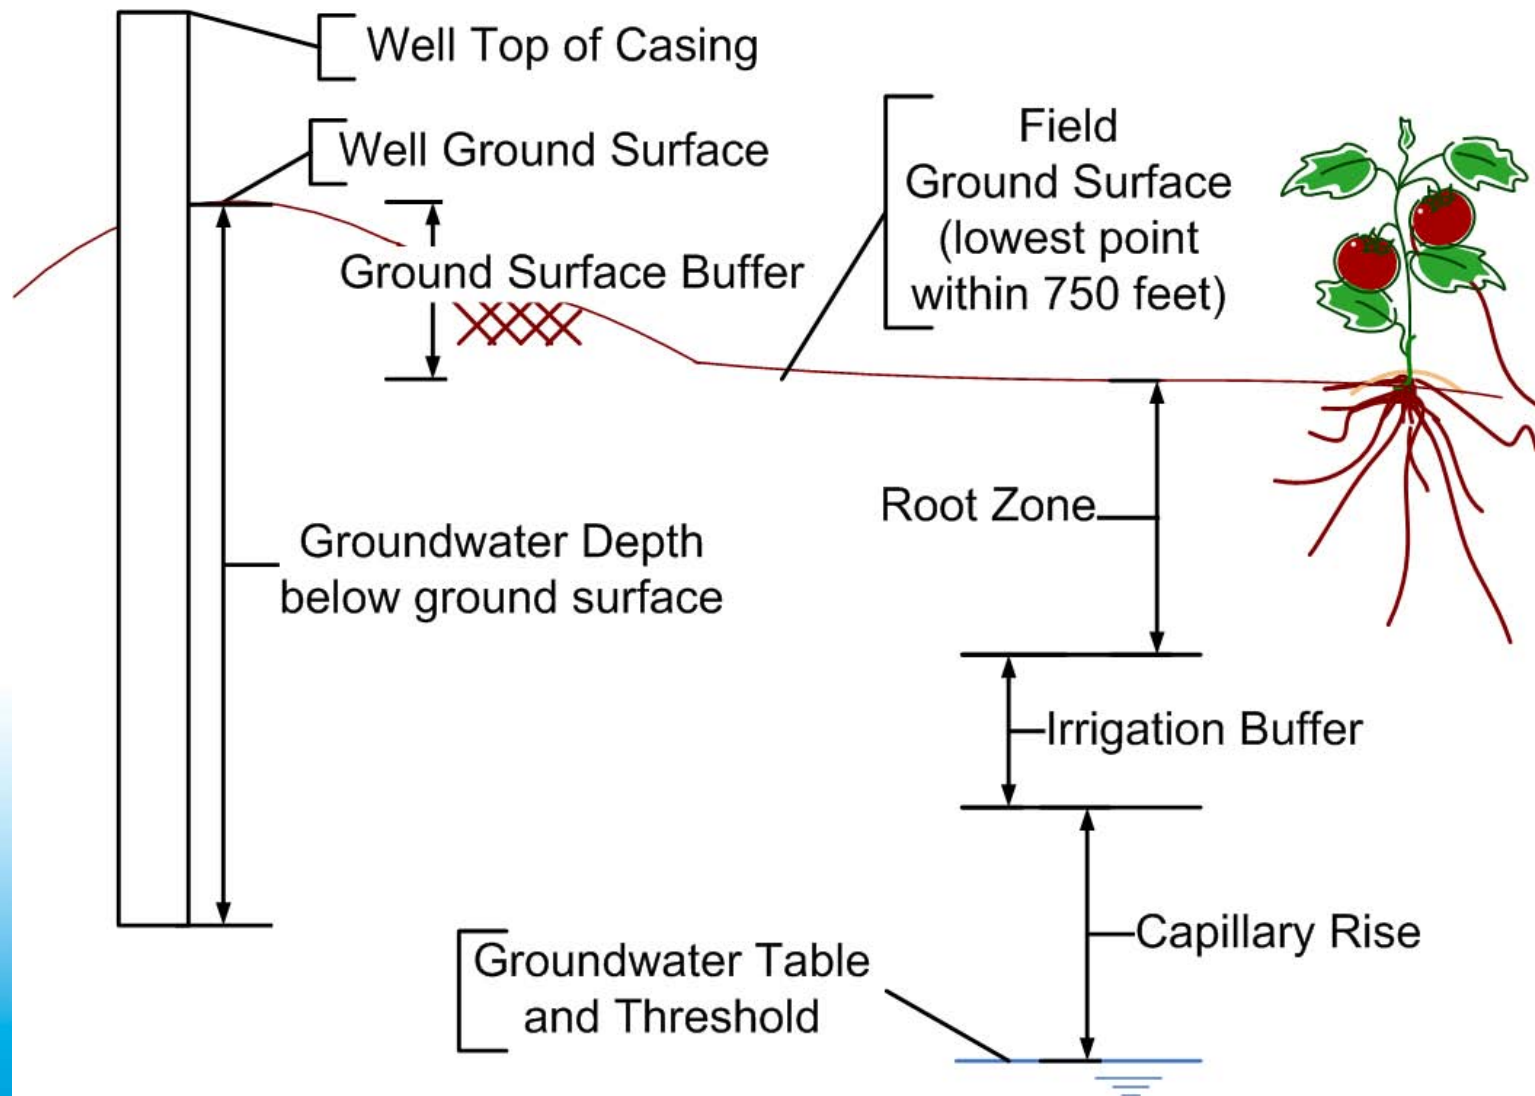 Well Top of Casing
Well Ground Surface
Ground Surface Buffer
Field
Ground Surface
(lowest point
within 750 feet)
Root Zone
Groundwater Depth
below ground surface
Irrigation Buffer
Capillary Rise
Groundwater Table
and Threshold